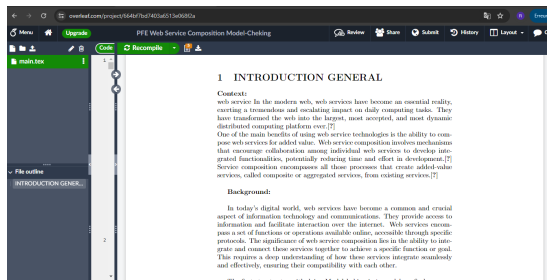 overleaf.com/project/664bf7bd7403a6513e068f2a
Menu
Upgrade
PFE Web Service Composition Model-Cheking
Review
Share
Submit
History
Layout
Code
Recompile
main.tex
1
2
File outline
INTRODUCTION GENER...
1 INTRODUCTION GENERAL
Context:
web service In the modern web, web services have become an essential reality,
exerting a tremendous and escalating impact on daily computing tasks. They
have transformed the web into the largest, most accepted, and most dynamic
distributed computing platform ever.[?]
One of the main benefits of using web service technologies is the ability to com-
pose web services for added value. Web service composition involves mechanisms
that encourage collaboration among individual web services to develop inte-
grated functionalities, potentially reducing time and effort in development.[?]
Service composition encompasses all those processes that create added-value
services, called composite or aggregated services, from existing services.[?]
Background:
In today's digital world, web services have become a common and crucial
aspect of information technology and communications. They provide access to
information and facilitate interaction over the internet. Web services encom-
pass a set of functions or operations available online, accessible through specific
protocols. The significance of web service composition lies in the ability to inte-
grate and connect these services together to achieve a specific function or goal.
This requires a deep understanding of how these services integrate seamlessly
and effectively, ensuring their compatibility with each other.